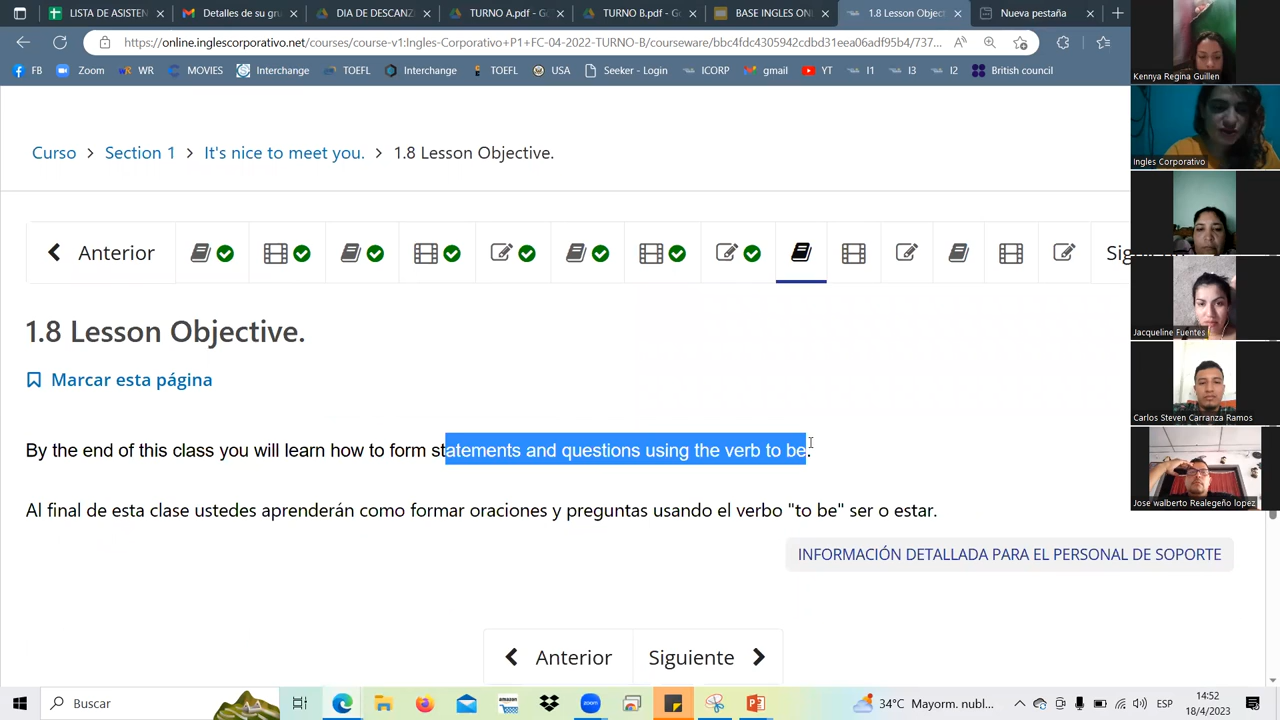 LISTA DE ASISTEN
Detalles de su gru
DIA DE DESCANZ
TURNO A.pdf - GO
TURNO B.pdf - Go
BASE INGLES ONL
1.8 Lesson Object
Nueva pestaña
https://online.inglescorporativo.net/courses/course-v1:Ingles-Corporativo+P1+FC-04-2022-TURNO-B/courseware/bbc4fdc4305942cdbd31eea06adf95b4/737...
FB
Zoom
WR
MOVIES
Interchange
TOEFL
Interchange
TOEFL
USA
Seeker - Login
ICORP
gmail
YT
I1
I3
I2
British council
Kennya Regina Guillen
Ingles Corporativo
Jacqueline Fuentes
Carlos Steven Carranza Ramos
Jose walberto Realegeño lopez
Curso > Section 1 > It's nice to meet you. > 1.8 Lesson Objective.
Anterior
Sig
1.8 Lesson Objective.
Marcar esta página
By the end of this class you will learn how to form statements and questions using the verb to be.
Al final de esta clase ustedes aprenderán como formar oraciones y preguntas usando el verbo "to be" ser o estar.
INFORMACIÓN DETALLADA PARA EL PERSONAL DE SOPORTE
Anterior
Siguiente
Buscar
amazon
zoom
34°C Mayorm. nubl...
ESP
14:52
18/4/2023